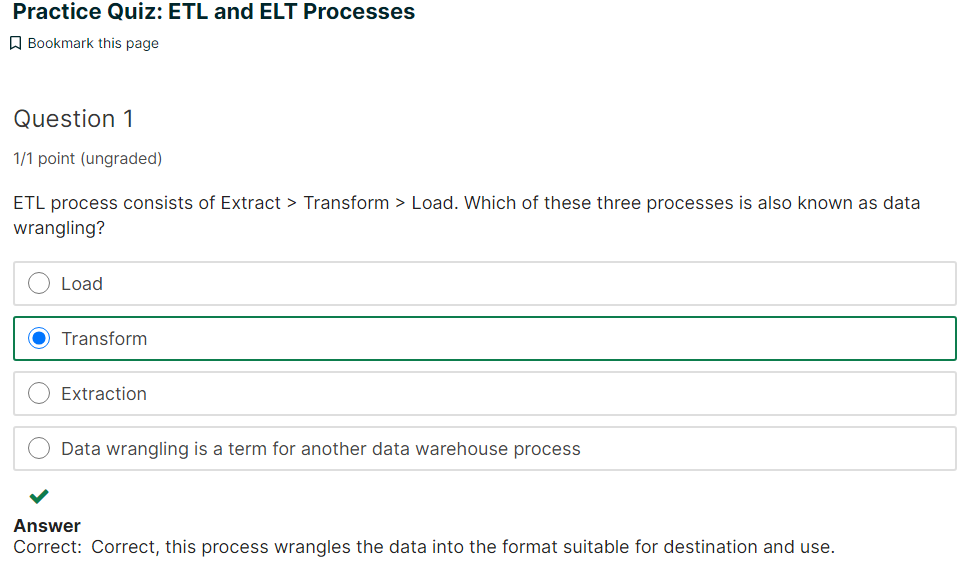 Practice Quiz: ETL and ELT Processes
Bookmark this page
Question 1
1/1 point (ungraded)
ETL process consists of Extract > Transform > Load. Which of these three processes is also known as data
wrangling?
Load
Transform
Extraction
Data wrangling is a term for another data warehouse process
Answer
Correct: Correct, this process wrangles the data into the format suitable for destination and use.